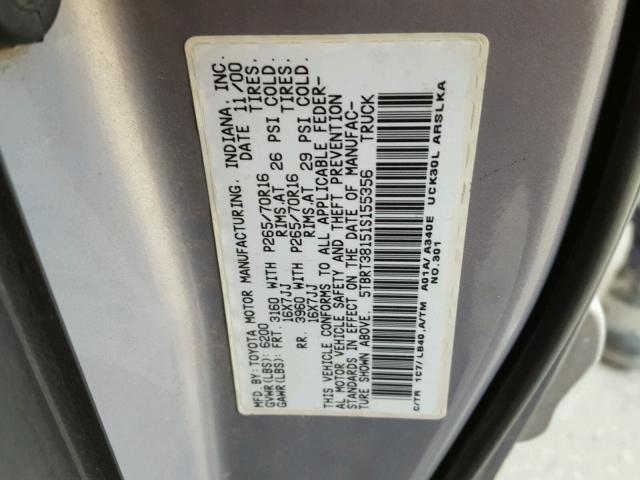 MFD BY: TOYOTA MOTOR MANUFACTURING, INDIANA, INC.
GVWR(LBS): 6200 DATE 11/00
GAWR(LBS): FRT. 3160 WITH P265/70R16 TIRES,
16X7JJ RIMS.AT 26 PSI COLD.
RR. 3960 WITH P265/70R16 TIRES,
16X7JJ RIMS.AT 29 PSI COLD.
THIS VEHICLE CONFORMS TO ALL APPLICABLE FEDER-
AL MOTOR VEHICLE SAFETY AND THEFT PREVENTION
STANDARDS IN EFFECT ON THE DATE OF MANUFAC-
TURE SHOWN ABOVE. 5TBRT38151S155356 TRUCK
C/TR 1C7/LB40,A/TM A01A/A340E UCK30L ARSLKA
NO.301